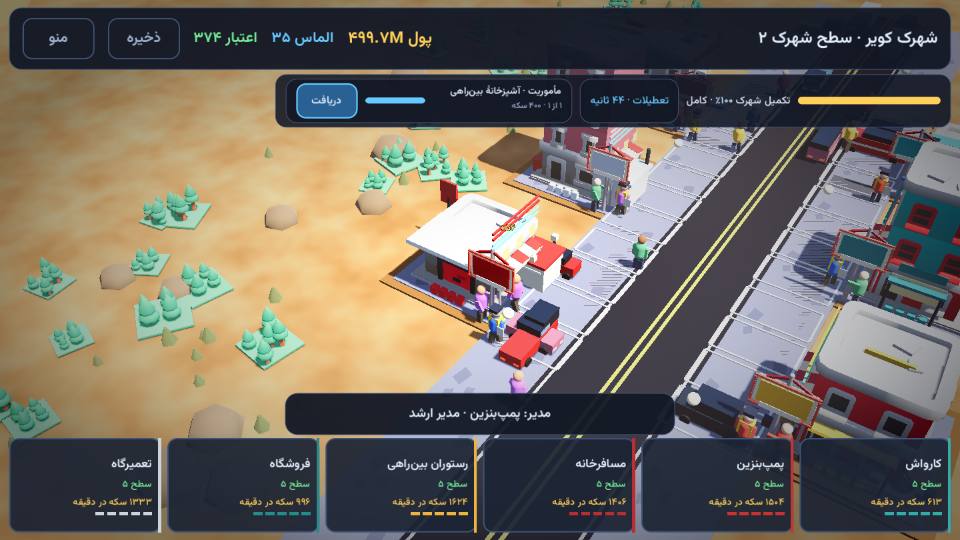 شهرک کویر · سطح شهرک ۲
پول ۴۹۹.۷M
الماس ۳۵
اعتبار ۳۷۴
ذخیره
منو
تکمیل شهرک ۱۰۰٪ · کامل
تعطیلات · ۴۴ ثانیه
مأموریت · آشپزخانهٔ بین‌راهی
۱ از ۱ · ۴۰۰ سکه
دریافت
مدیر: پمپ‌بنزین · مدیر ارشد
کارواش
سطح ۵
۶۱۳ سکه در دقیقه
پمپ‌بنزین
سطح ۵
۱۵۰۴ سکه در دقیقه
مسافرخانه
سطح ۵
۱۴۰۶ سکه در دقیقه
رستوران بین‌راهی
سطح ۵
۱۶۲۴ سکه در دقیقه
فروشگاه
سطح ۵
۹۹۶ سکه در دقیقه
تعمیرگاه
سطح ۵
۱۳۳۳ سکه در دقیقه